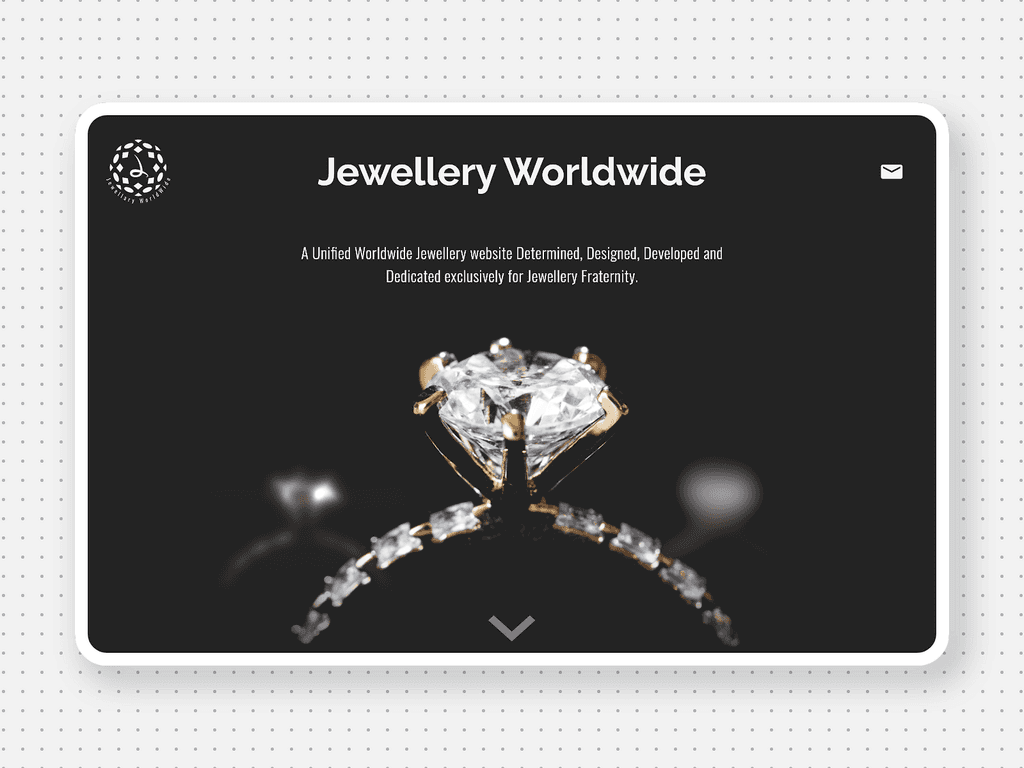 Jewellery Worldwide
Jewellery Worldwide
A Unified Worldwide Jewellery website Determined, Designed, Developed and
Dedicated exclusively for Jewellery Fraternity.